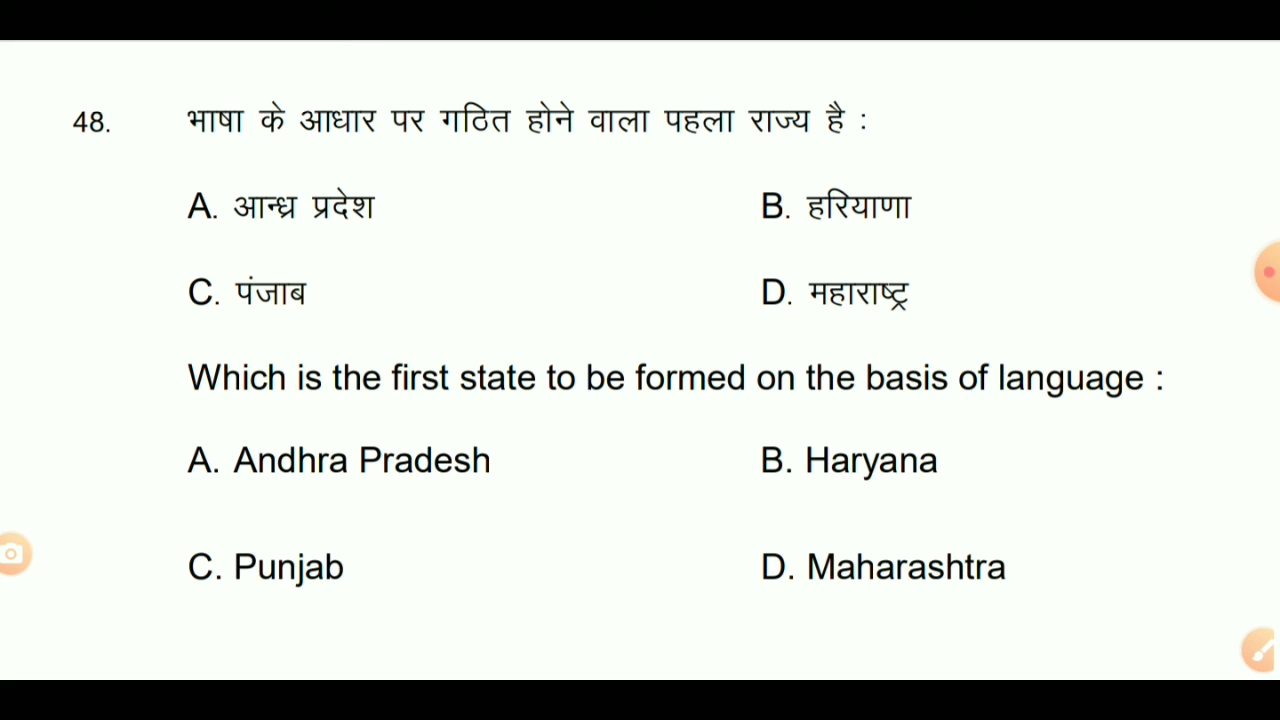 48. भाषा के आधार पर गठित होने वाला पहला राज्य है :
A. आन्ध्र प्रदेश B. हरियाणा
C. पंजाब D. महाराष्ट्र
Which is the first state to be formed on the basis of language :
A. Andhra Pradesh B. Haryana
C. Punjab D. Maharashtra